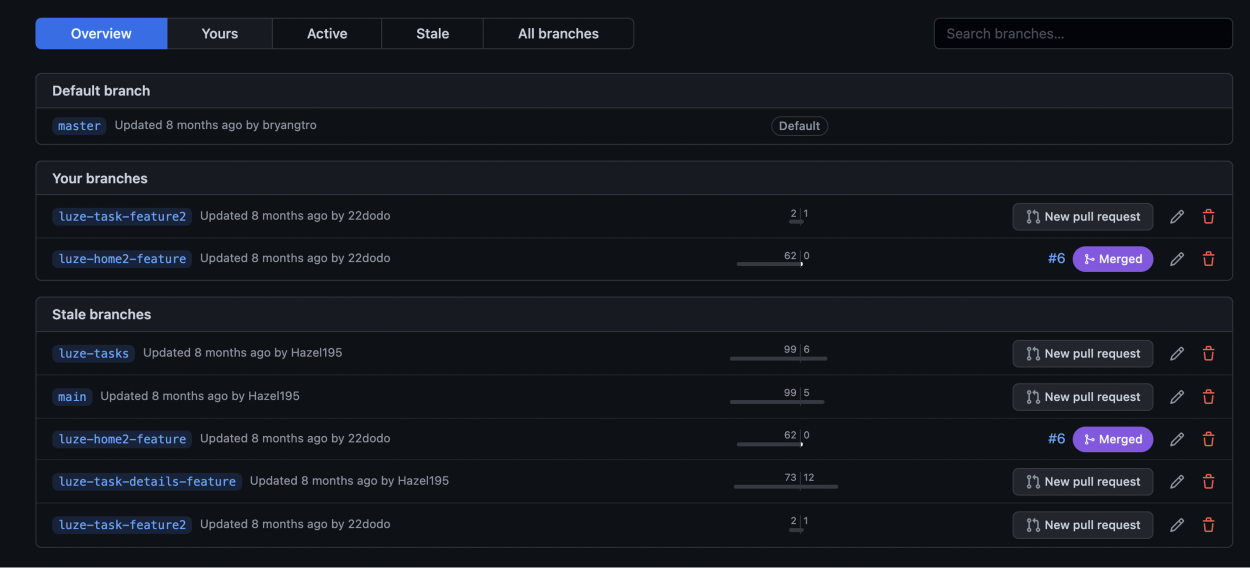 Overview Yours Active Stale All branches Search branches...
Default branch
master Updated 8 months ago by bryangtro Default
Your branches
luze-task-feature2 Updated 8 months ago by 22dodo 2 1 New pull request
luze-home2-feature Updated 8 months ago by 22dodo 62 0 #6 Merged
Stale branches
luze-tasks Updated 8 months ago by Hazel195 99 6 New pull request
main Updated 8 months ago by Hazel195 99 5 New pull request
luze-home2-feature Updated 8 months ago by 22dodo 62 0 #6 Merged
luze-task-details-feature Updated 8 months ago by Hazel195 73 12 New pull request
luze-task-feature2 Updated 8 months ago by 22dodo 2 1 New pull request